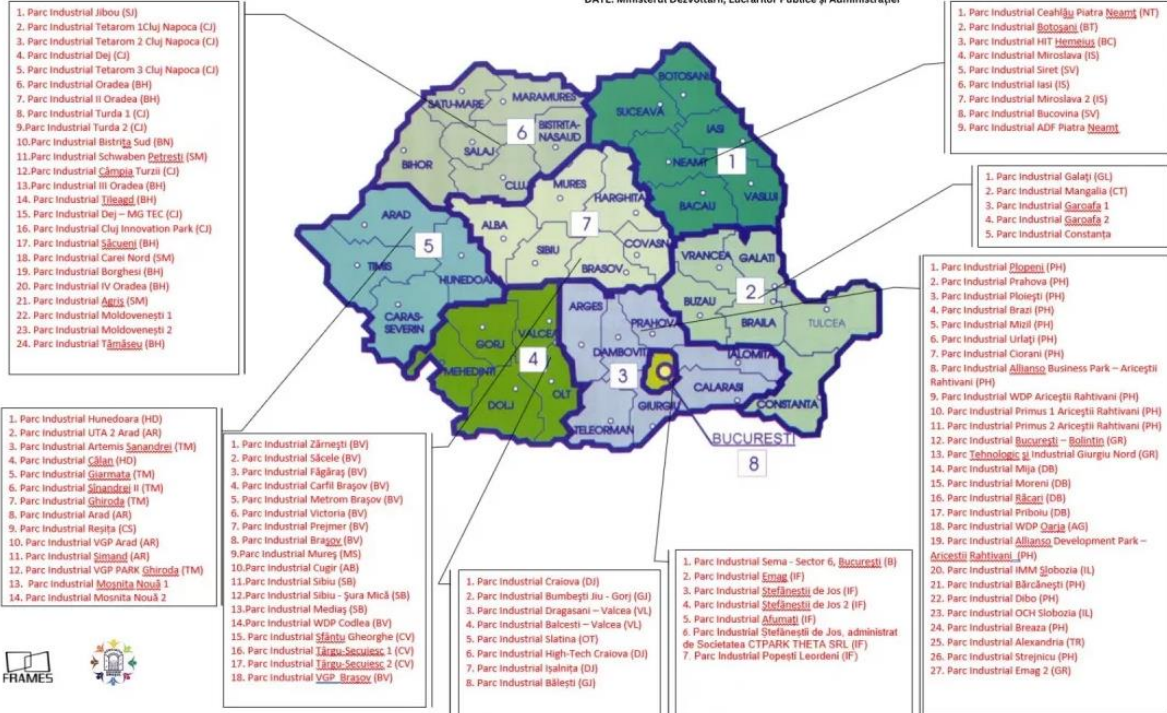 DATE: Ministerul Dezvoltării, Lucrărilor Publice și Administrației
1. Parc Industrial Jibou (SJ)
2. Parc Industrial Tetarom 1Cluj Napoca (CJ)
3. Parc Industrial Tetarom 2 Cluj Napoca (CJ)
4. Parc Industrial Dej (CJ)
5. Parc Industrial Tetarom 3 Cluj Napoca (CJ)
6. Parc Industrial Oradea (BH)
7. Parc Industrial II Oradea (BH)
8. Parc Industrial Turda 1 (CJ)
9.Parc Industrial Turda 2 (CJ)
10.Parc Industrial Bistrița Sud (BN)
11.Parc Industrial Schwaben Petresti (SM)
12.Parc Industrial Câmpia Turzii (CJ)
13.Parc Industrial III Oradea (BH)
14. Parc Industrial Tileagd (BH)
15. Parc Industrial Dej – MG TEC (CJ)
16. Parc Industrial Cluj Innovation Park (CJ)
17. Parc Industrial Săcueni (BH)
18. Parc Industrial Carei Nord (SM)
19. Parc Industrial Borghesi (BH)
20. Parc Industrial IV Oradea (BH)
21. Parc Industrial Agriș (SM)
22. Parc Industrial Moldovenești 1
23. Parc Industrial Moldovenești 2
24. Parc Industrial Tămășeu (BH)
1. Parc Industrial Ceahlău Piatra Neamț (NT)
2. Parc Industrial Botoșani (BT)
3. Parc Industrial HIT Hemeiuș (BC)
4. Parc Industrial Miroslava (IS)
5. Parc Industrial Siret (SV)
6. Parc Industrial Iasi (IS)
7. Parc Industrial Miroslava 2 (IS)
8. Parc Industrial Bucovina (SV)
9. Parc Industrial ADF Piatra Neamț
1. Parc Industrial Galați (GL)
2. Parc Industrial Mangalia (CT)
3. Parc Industrial Garoafa 1
4. Parc Industrial Garoafa 2
5. Parc Industrial Constanța
1. Parc Industrial Plopeni (PH)
2. Parc Industrial Prahova (PH)
3. Parc Industrial Ploiești (PH)
4. Parc Industrial Brazi (PH)
5. Parc Industrial Mizil (PH)
6. Parc Industrial Urlați (PH)
7. Parc Industrial Ciorani (PH)
8. Parc Industrial Allianso Business Park – Ariceștii
Rahtivani (PH)
9. Parc Industrial WDP Ariceștii Rahtivani (PH)
10. Parc Industrial Primus 1 Ariceștii Rahtivani (PH)
11. Parc Industrial Primus 2 Ariceștii Rahtivani (PH)
12. Parc Industrial București – Bolintin (GR)
13. Parc Tehnologic și Industrial Giurgiu Nord (GR)
14. Parc Industrial Mija (DB)
15. Parc Industrial Moreni (DB)
16. Parc Industrial Răcari (DB)
17. Parc Industrial Priboiu (DB)
18. Parc Industrial WDP Oarja (AG)
19. Parc Industrial Allianso Development Park –
Aricestii Rahtivani (PH)
20. Parc Industrial IMM Slobozia (IL)
21. Parc Industrial Bărcănești (PH)
22. Parc Industrial Dibo (PH)
23. Parc Industrial OCH Slobozia (IL)
24. Parc Industrial Breaza (PH)
25. Parc Industrial Alexandria (TR)
26. Parc Industrial Strejnicu (PH)
27. Parc Industrial Emag 2 (GR)
SATU-MARE
MARAMURES
BISTRITA-
NASAUD
6
SALAJ
BIHOR
CLUJ
BOTOSANI
SUCEAVA
IASI
NEAMT
1
BACAU
VASLUI
MURES
HARGHITA
ALBA
7
SIBIU
COVASN
BRASOV
ARAD
5
TIMIS
HUNEDOARA
CARAS-
SEVERIN
VRANCEA
GALATI
2
BUZAU
BRAILA
TULCEA
CONSTANTA
GORJ
VALCEA
4
MEHEDINTI
DOLJ
OLT
ARGES
PRAHOVA
DAMBOVITA
3
IALOMITA
CALARASI
GIURGIU
TELEORMAN
BUCURESTI
8
1. Parc Industrial Hunedoara (HD)
2. Parc Industrial UTA 2 Arad (AR)
3. Parc Industrial Artemis Sanandrei (TM)
4. Parc Industrial Călan (HD)
5. Parc Industrial Giarmata (TM)
6. Parc Industrial Sînandrei II (TM)
7. Parc Industrial Ghiroda (TM)
8. Parc Industrial Arad (AR)
9. Parc Industrial Reșița (CS)
10. Parc Industrial VGP Arad (AR)
11. Parc Industrial Simand (AR)
12. Parc Industrial VGP PARK Ghiroda (TM)
13. Parc Industrial Moșnita Nouă 1
14. Parc Industrial Mosnita Nouă 2
1. Parc Industrial Zărnești (BV)
2. Parc Industrial Săcele (BV)
3. Parc Industrial Făgăraș (BV)
4. Parc Industrial Carfil Brașov (BV)
5. Parc Industrial Metrom Brașov (BV)
6. Parc Industrial Victoria (BV)
7. Parc Industrial Prejmer (BV)
8. Parc Industrial Brașov (BV)
9.Parc Industrial Mureș (MS)
10.Parc Industrial Cugir (AB)
11.Parc Industrial Sibiu (SB)
12.Parc Industrial Sibiu - Șura Mică (SB)
13.Parc Industrial Mediaș (SB)
14.Parc Industrial WDP Codlea (BV)
15. Parc Industrial Sfântu Gheorghe (CV)
16. Parc Industrial Târgu-Secuiesc 1 (CV)
17. Parc Industrial Târgu-Secuiesc 2 (CV)
18. Parc Industrial VGP Brașov (BV)
1. Parc Industrial Craiova (DJ)
2. Parc Industrial Bumbești Jiu - Gorj (GJ)
3. Parc Industrial Dragasani – Valcea (VL)
4. Parc Industrial Balcesti – Valcea (VL)
5. Parc Industrial Slatina (OT)
6. Parc Industrial High-Tech Craiova (DJ)
7. Parc Industrial Ișalnița (DJ)
8. Parc Industrial Bălești (GJ)
1. Parc Industrial Sema - Sector 6, București (B)
2. Parc Industrial Emag (IF)
3. Parc Industrial Ștefăneștii de Jos (IF)
4. Parc Industrial Ștefăneștii de Jos 2 (IF)
5. Parc Industrial Afumați (IF)
6. Parc Industrial Ștefăneștii de Jos, administrat
de Societatea CTPARK THETA SRL (IF)
7. Parc Industrial Popești Leordeni (IF)
FRAMES